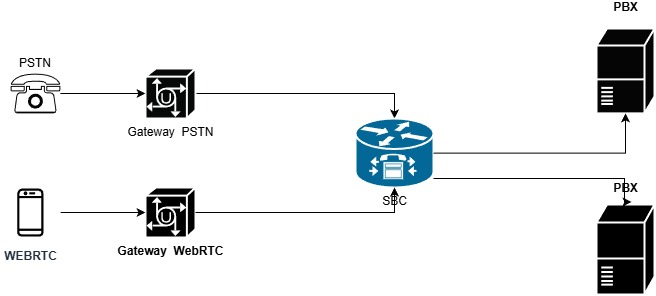 PBX
PSTN
Gateway PSTN
SBC
PBX
WEBRTC
Gateway WebRTC